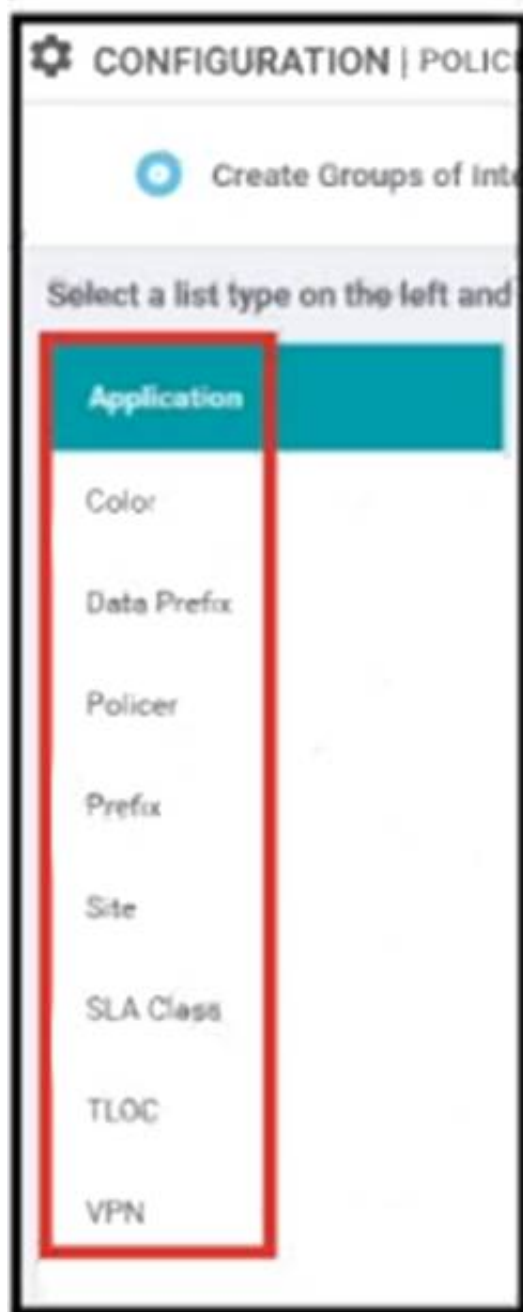 CONFIGURATION | POLIC
Create Groups of Inte
Select a list type on the left and
Application
Color
Data Prefix
Policer
Prefix
Site
SLA Class
TLOC
VPN